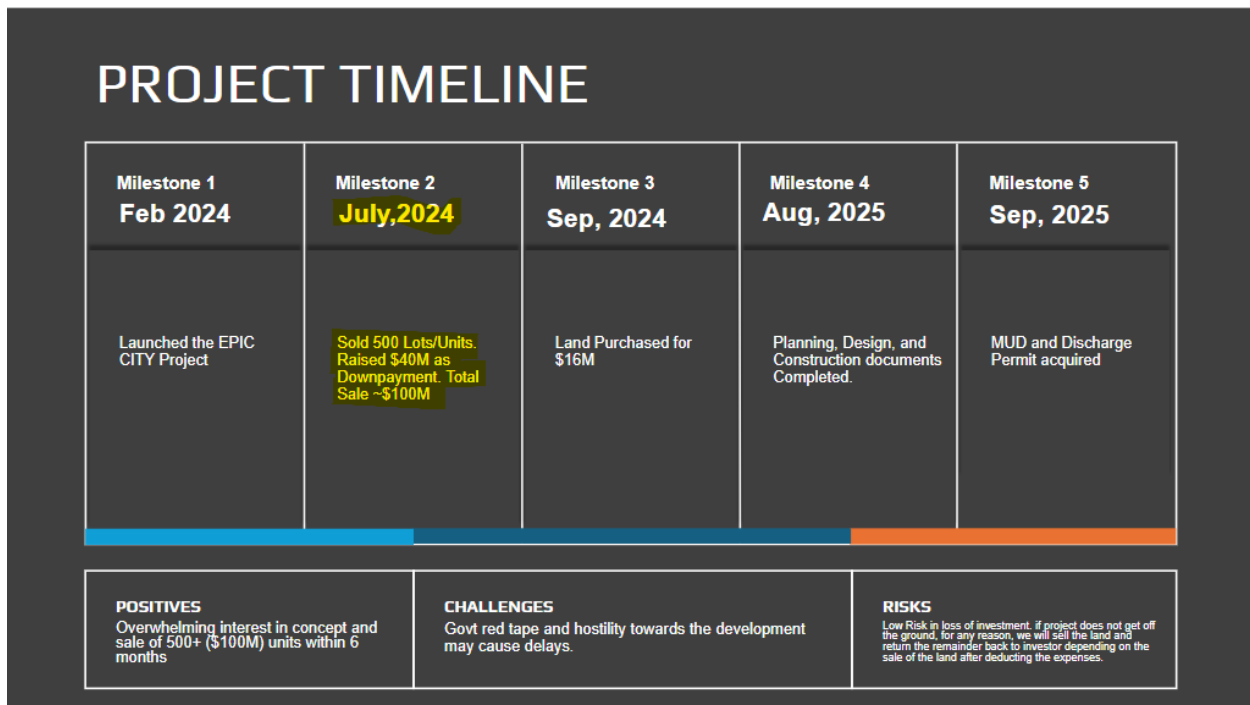 PROJECT TIMELINE
Milestone 1
Feb 2024
Launched the EPIC
CITY Project
Milestone 2
July,2024
Sold 500 Lots/Units.
Raised $40M as
Downpayment. Total
Sale ~$100M
Milestone 3
Sep, 2024
Land Purchased for
$16M
Milestone 4
Aug, 2025
Planning, Design, and
Construction documents
Completed.
Milestone 5
Sep, 2025
MUD and Discharge
Permit acquired
POSITIVES
Overwhelming interest in concept and
sale of 500+ ($100M) units within 6
months
CHALLENGES
Govt red tape and hostility towards the development
may cause delays.
RISKS
Low Risk in loss of investment. if project does not get off
the ground, for any reason, we will sell the land and
return the remainder back to investor depending on the
sale of the land after deducting the expenses.